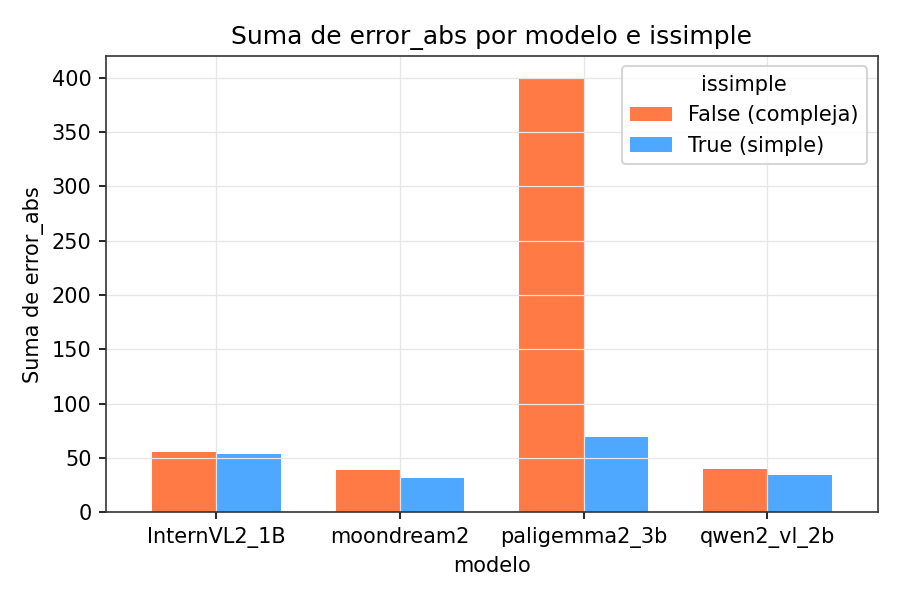 Suma de error_abs por modelo e issimple
issimple
False (compleja)
True (simple)
Suma de error_abs
400
350
300
250
200
150
100
50
0
InternVL2_1B
moondream2
paligemma2_3b
qwen2_vl_2b
modelo